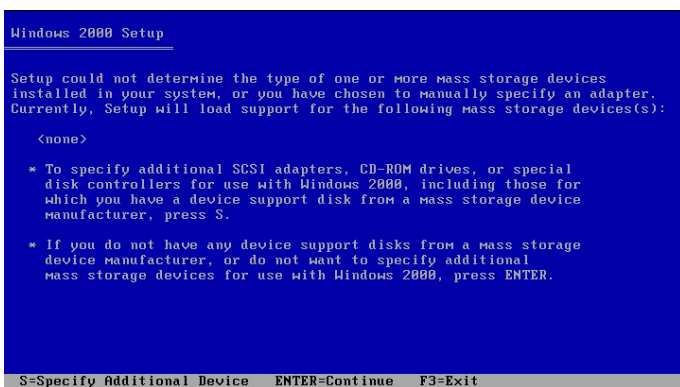 Windows 2000 Setup
Setup could not determine the type of one or more mass storage devices
installed in your system, or you have chosen to manually specify an adapter.
Currently, Setup will load support for the following mass storage devices(s):
<none>
* To specify additional SCSI adapters, CD-ROM drives, or special
disk controllers for use with Windows 2000, including those for
which you have a device support disk from a mass storage device
manufacturer, press S.
* If you do not have any device support disks from a mass storage
device manufacturer, or do not want to specify additional
mass storage devices for use with Windows 2000, press ENTER.
S=Specify Additional Device   ENTER=Continue   F3=Exit